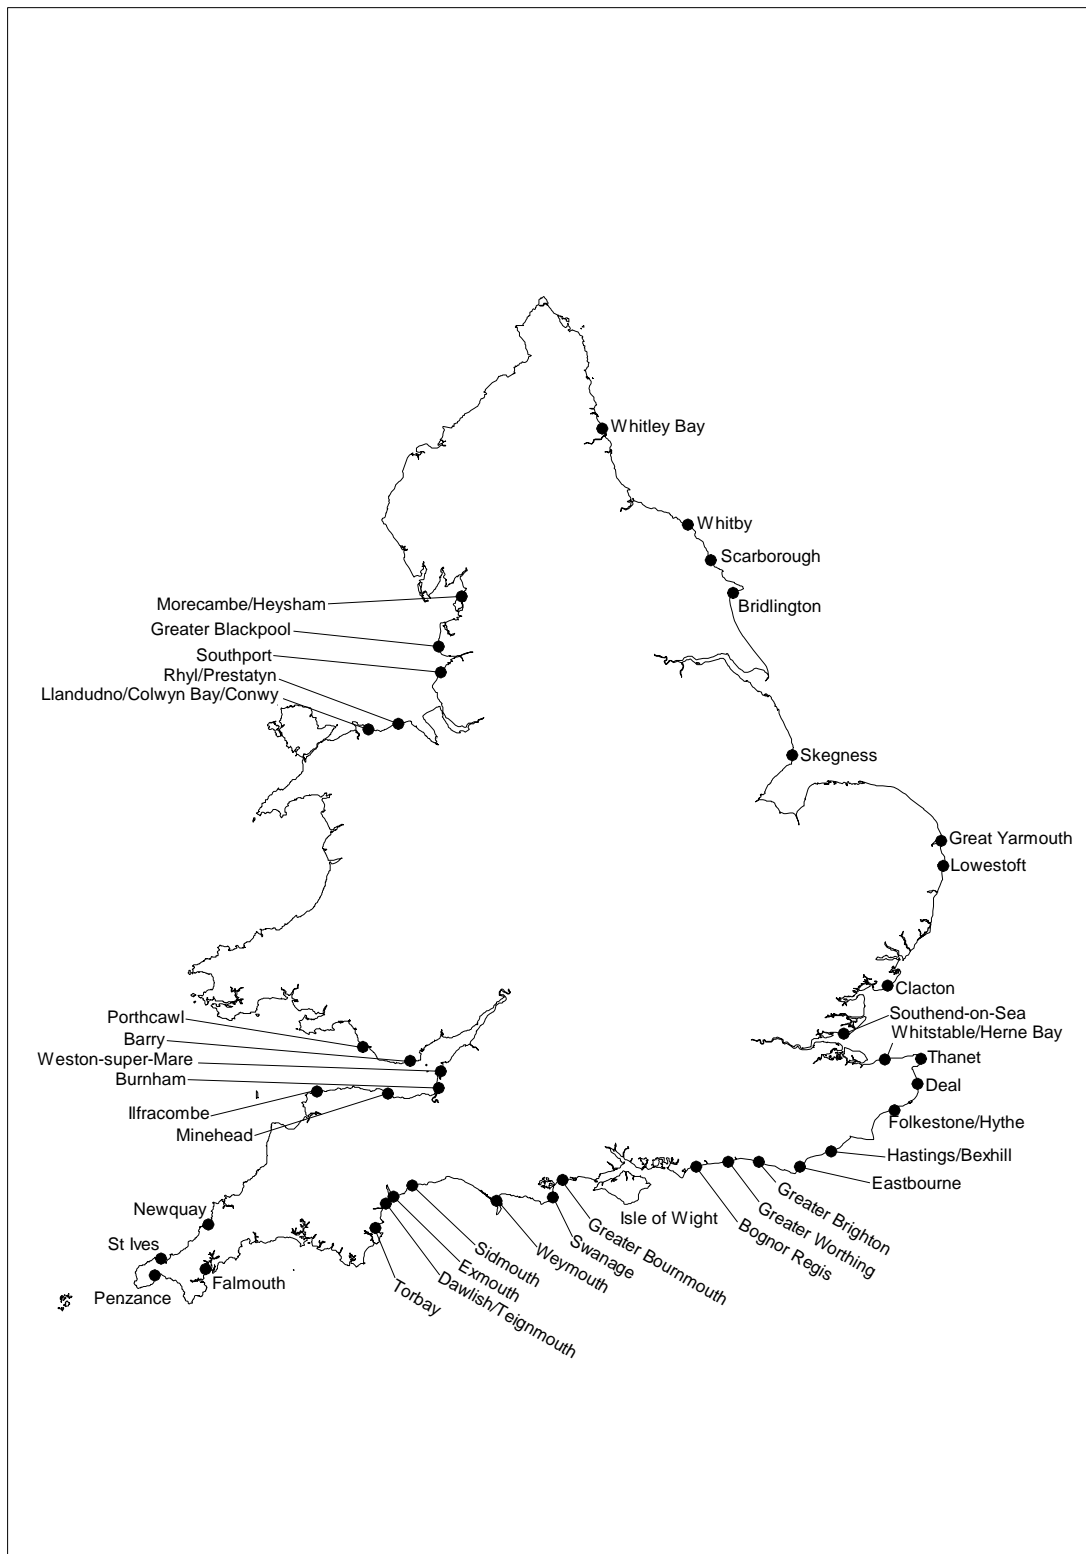 Whitley Bay
Whitby
Scarborough
Bridlington
Morecambe/Heysham
Greater Blackpool
Southport
Rhyl/Prestatyn
Llandudno/Colwyn Bay/Conwy
Skegness
Great Yarmouth
Lowestoft
Clacton
Southend-on-Sea
Whitstable/Herne Bay
Thanet
Deal
Folkestone/Hythe
Hastings/Bexhill
Eastbourne
Porthcawl
Barry
Weston-super-Mare
Burnham
Ilfracombe
Minehead
Newquay
St Ives
Penzance
Falmouth
Torbay
Dawlish/Teignmouth
Exmouth
Sidmouth
Weymouth
Swanage
Greater Bournmouth
Isle of Wight
Bognor Regis
Greater Worthing
Greater Brighton